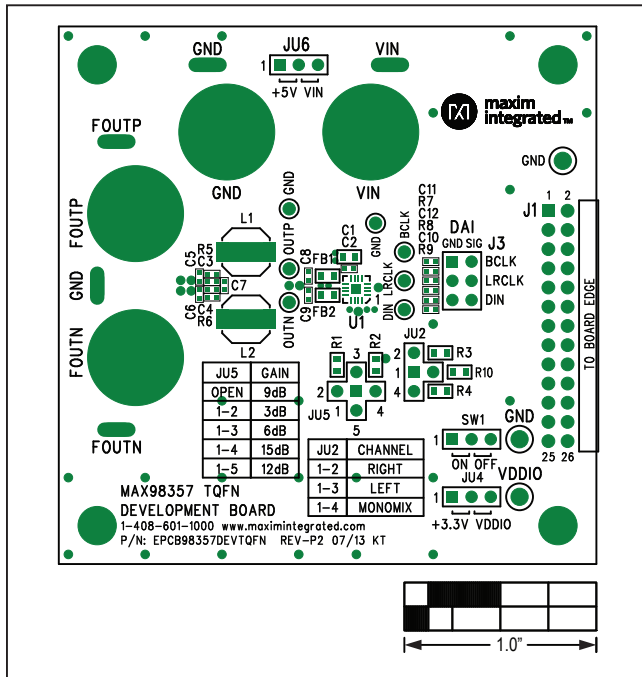 GND
JU6
VIN
1
+5V VIN
maxim
integrated™
FOUTP
GND
GND
VIN
FOUTP
GND
L1
OUTP
GND
BCLK
C11
R7
C12
R8
C10
R9
J1
1 2
DAI
GND SIG
J3
BCLK
LRCLK
DIN
C1
C2
C8
FB1
R5
C5
C3
C7
C6
C4
R6
GND
OUTN
C9
FB2
U1
1
LRCLK
DIN
TO BOARD EDGE
FOUTN
L2
R1
R2
3
2
4
JU5
1
5
JU2
2
1
4
R3
R10
R4
JU5 GAIN
OPEN 9dB
1-2 3dB
1-3 6dB
1-4 15dB
1-5 12dB
FOUTN
JU2 CHANNEL
1-2 RIGHT
1-3 LEFT
1-4 MONOMIX
SW1
GND
1
ON OFF
25 26
JU4
VDDIO
1
+3.3V VDDIO
MAX98357 TQFN
DEVELOPMENT BOARD
1-408-601-1000 www.maximintegrated.com
P/N: EPCB98357DEVTQFN REV-P2 07/13 KT
1.0"